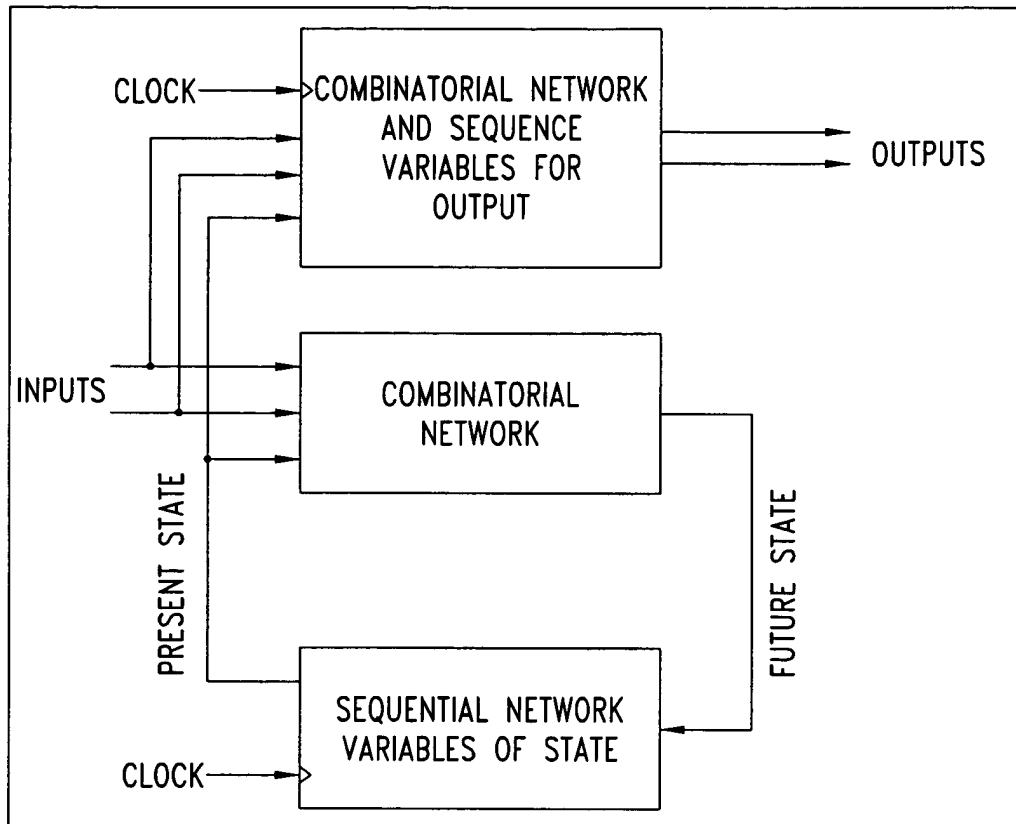 CLOCK
COMBINATORIAL NETWORK
AND SEQUENCE
VARIABLES FOR
OUTPUT
OUTPUTS
INPUTS
COMBINATORIAL
NETWORK
PRESENT STATE
FUTURE STATE
SEQUENTIAL NETWORK
VARIABLES OF STATE
CLOCK